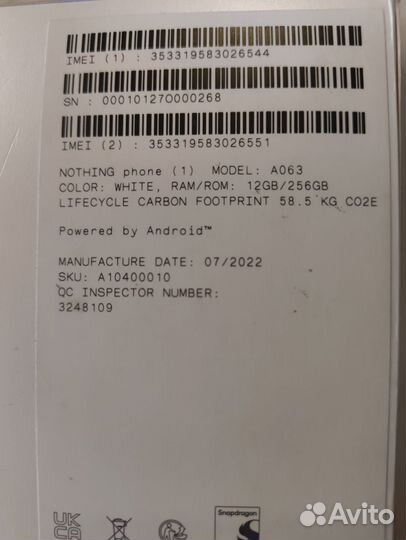 IMEI (1) : 353319583026544
SN : 000101270000268
IMEI (2) : 353319583026551
NOTHING phone (1) MODEL: A063
COLOR: WHITE, RAM/ROM: 12GB/256GB
LIFECYCLE CARBON FOOTPRINT 58.5 KG CO2E
Powered by Android™
MANUFACTURE DATE: 07/2022
SKU: A10400010
QC INSPECTOR NUMBER:
3248109
UK
CA
Snapdragon
Avito